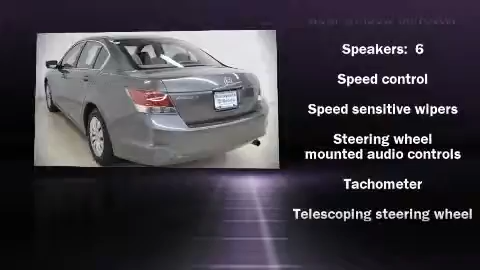 Speakers: 6
Speed control
Speed sensitive wipers
Steering wheel
mounted audio controls
Tachometer
Telescoping steering wheel